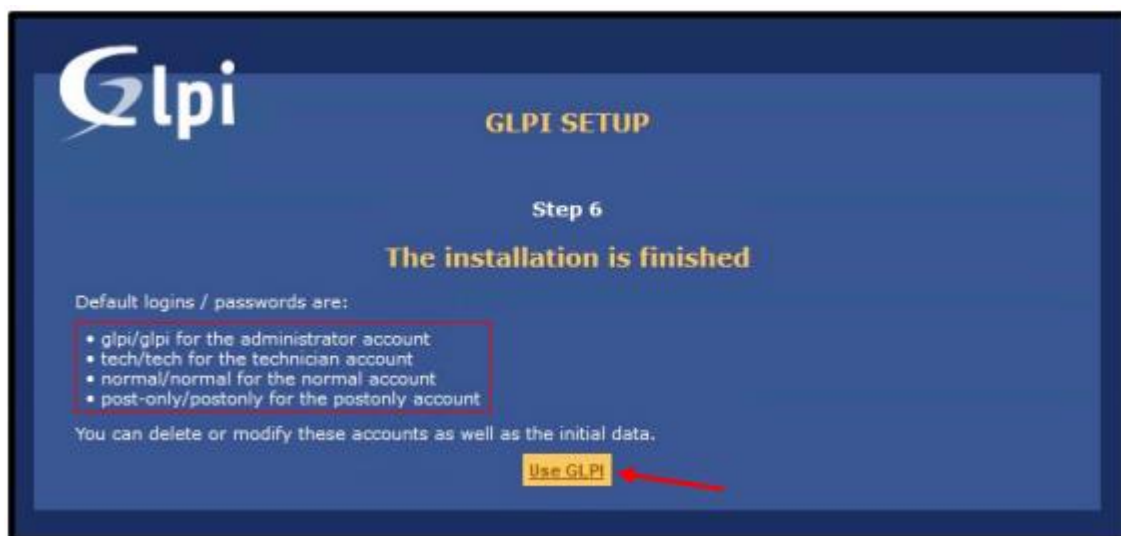 Glpi
GLPI SETUP
Step 6
The installation is finished
Default logins / passwords are:
• glpi/glpi for the administrator account
• tech/tech for the technician account
• normal/normal for the normal account
• post-only/postonly for the postonly account
You can delete or modify these accounts as well as the initial data.
Use GLPI